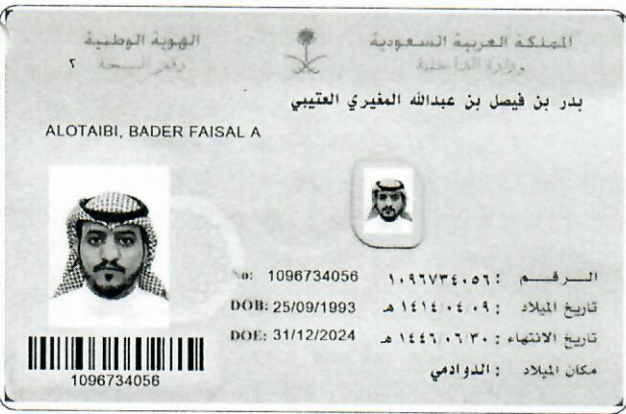 المملكة العربية السعودية
الهوية الوطنية
وزارة الداخلية
رقم النسخة ٢
بدر بن فيصل بن عبدالله المغيري العتيبي
ALOTAIBI, BADER FAISAL A
الرقم : ١٠٩٦٧٣٤٠٥٦ No: 1096734056
تاريخ الميلاد : ١٤١٤/٠٤/٠٩ هـ DOB: 25/09/1993
تاريخ الانتهاء : ١٤٤٦/٠٦/٣٠ هـ DOE: 31/12/2024
مكان الميلاد : الدوادمي
1096734056